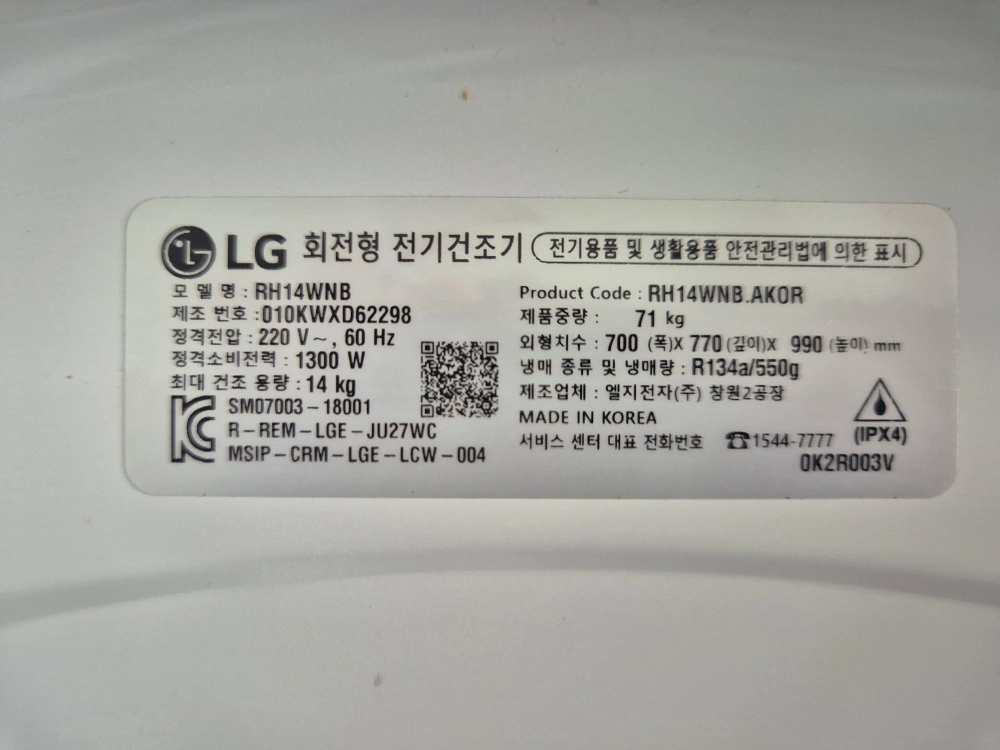 LG 회전형 전기건조기 전기용품 및 생활용품 안전관리법에 의한 표시
모 델 명 : RH14WNB
제조 번호 : 010KWXD62298
정격전압 : 220 V ~, 60 Hz
정격소비전력 : 1300 W
최대 건조 용량 : 14 kg
SM07003-18001
R-REM-LGE-JU27WC
MSIP-CRM-LGE-LCW-004
Product Code : RH14WNB.AKOR
제품중량 : 71 kg
외형치수 : 700 (폭)X 770 (깊이)X 990 (높이) mm
냉매 종류 및 냉매량 : R134a/550g
제조업체 : 엘지전자(주) 창원2공장
MADE IN KOREA
서비스 센터 대표 전화번호 ☎1544-7777
(IPX4)
0K2R003V